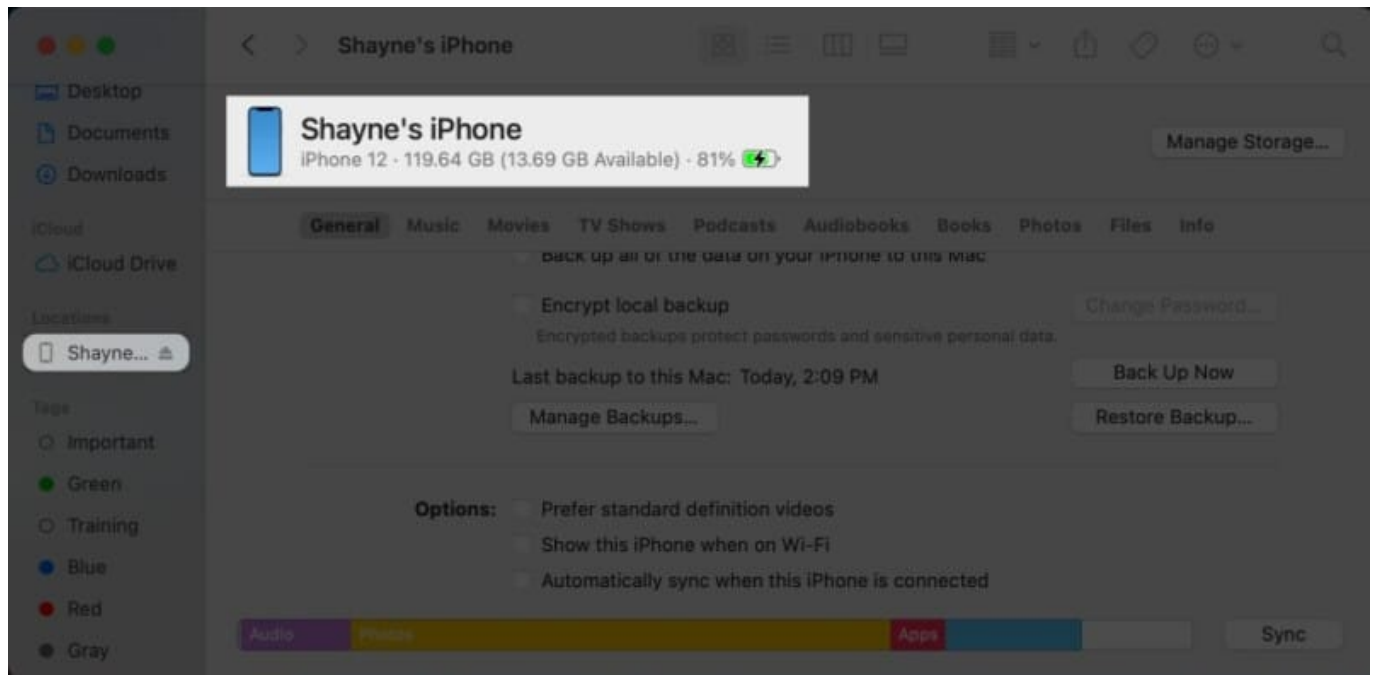 Shayne's iPhone
Desktop
Documents
Downloads
iCloud
iCloud Drive
Locations
Shayne...
Tags
Important
Green
Training
Blue
Red
Gray
Shayne's iPhone
iPhone 12 · 119.64 GB (13.69 GB Available) · 81%
Manage Storage...
General Music Movies TV Shows Podcasts Audiobooks Books Photos Files Info
Back up all of the data on your iPhone to this Mac
Encrypt local backup
Change Password...
Encrypted backups protect passwords and sensitive personal data.
Last backup to this Mac: Today, 2:09 PM
Back Up Now
Manage Backups...
Restore Backup...
Options:
Prefer standard definition videos
Show this iPhone when on Wi-Fi
Automatically sync when this iPhone is connected
Audio
Photos
Apps
Sync